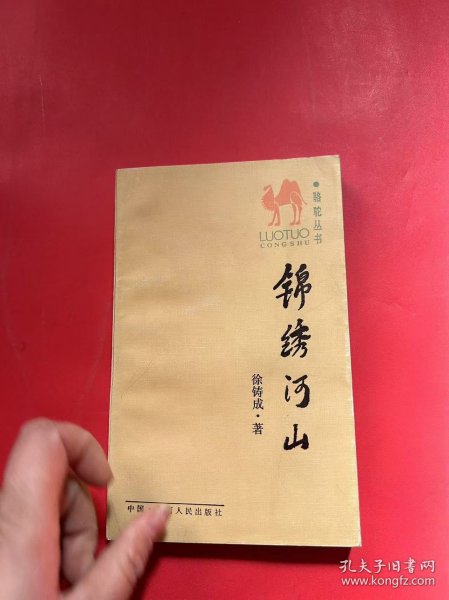 骆驼丛书
LUOTUO
CONGSHU
锦绣河山
徐铸成·著
中国 人民出版社
孔夫子旧书网
www.kongfz.com